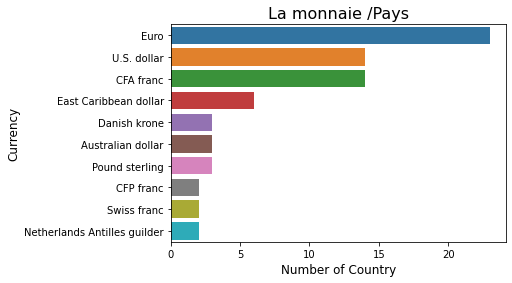 La monnaie /Pays
Currency
Euro
U.S. dollar
CFA franc
East Caribbean dollar
Danish krone
Australian dollar
Pound sterling
CFP franc
Swiss franc
Netherlands Antilles guilder
0 5 10 15 20
Number of Country